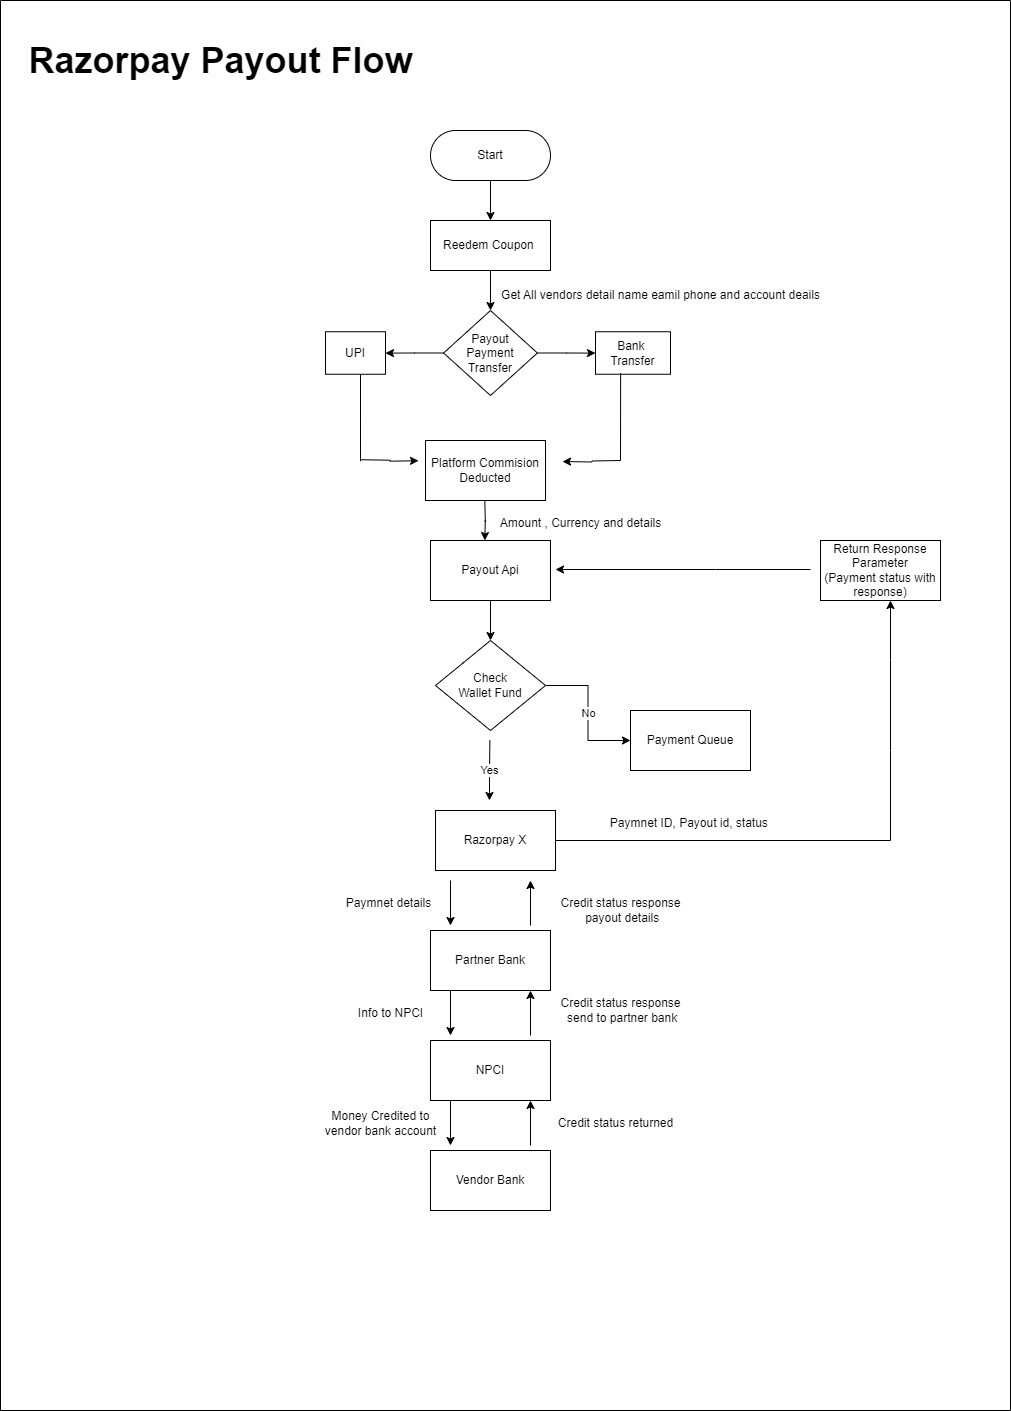 Razorpay Payout Flow
Start
Reedem Coupon
Get All vendors detail name eamil phone and account deails
Payout
Payment
Transfer
UPI
Bank
Transfer
Platform Commision
Deducted
Amount , Currency and details
Payout Api
Return Response
Parameter
(Payment status with
response)
Check
Wallet Fund
No
Payment Queue
Yes
Razorpay X
Paymnet ID, Payout id, status
Paymnet details
Credit status response
payout details
Partner Bank
Info to NPCI
Credit status response
send to partner bank
NPCI
Money Credited to
vendor bank account
Credit status returned
Vendor Bank